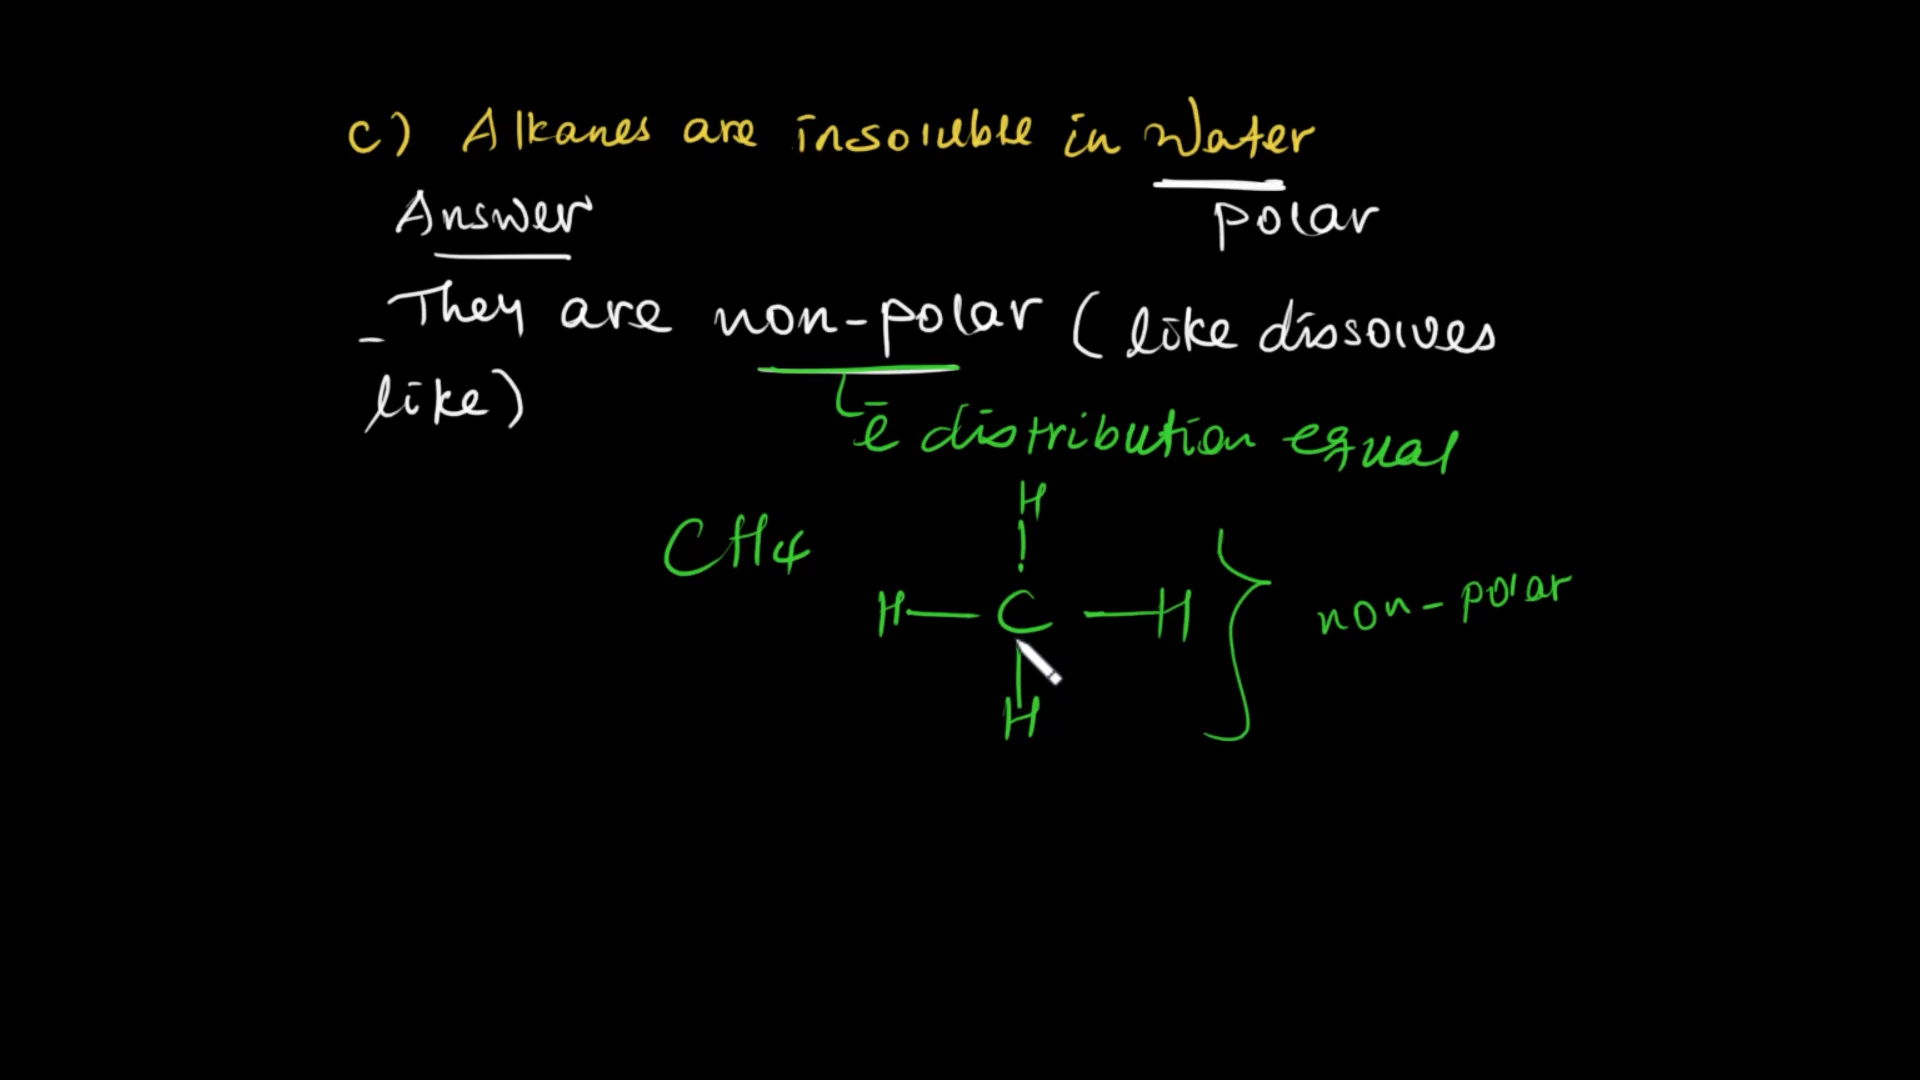 c) Alkanes are insoluble in Water
Answer
polar
- They are non-polar (like dissolves
like)
ē distribution equal
H
CH4
H — C — H
non-polar
H